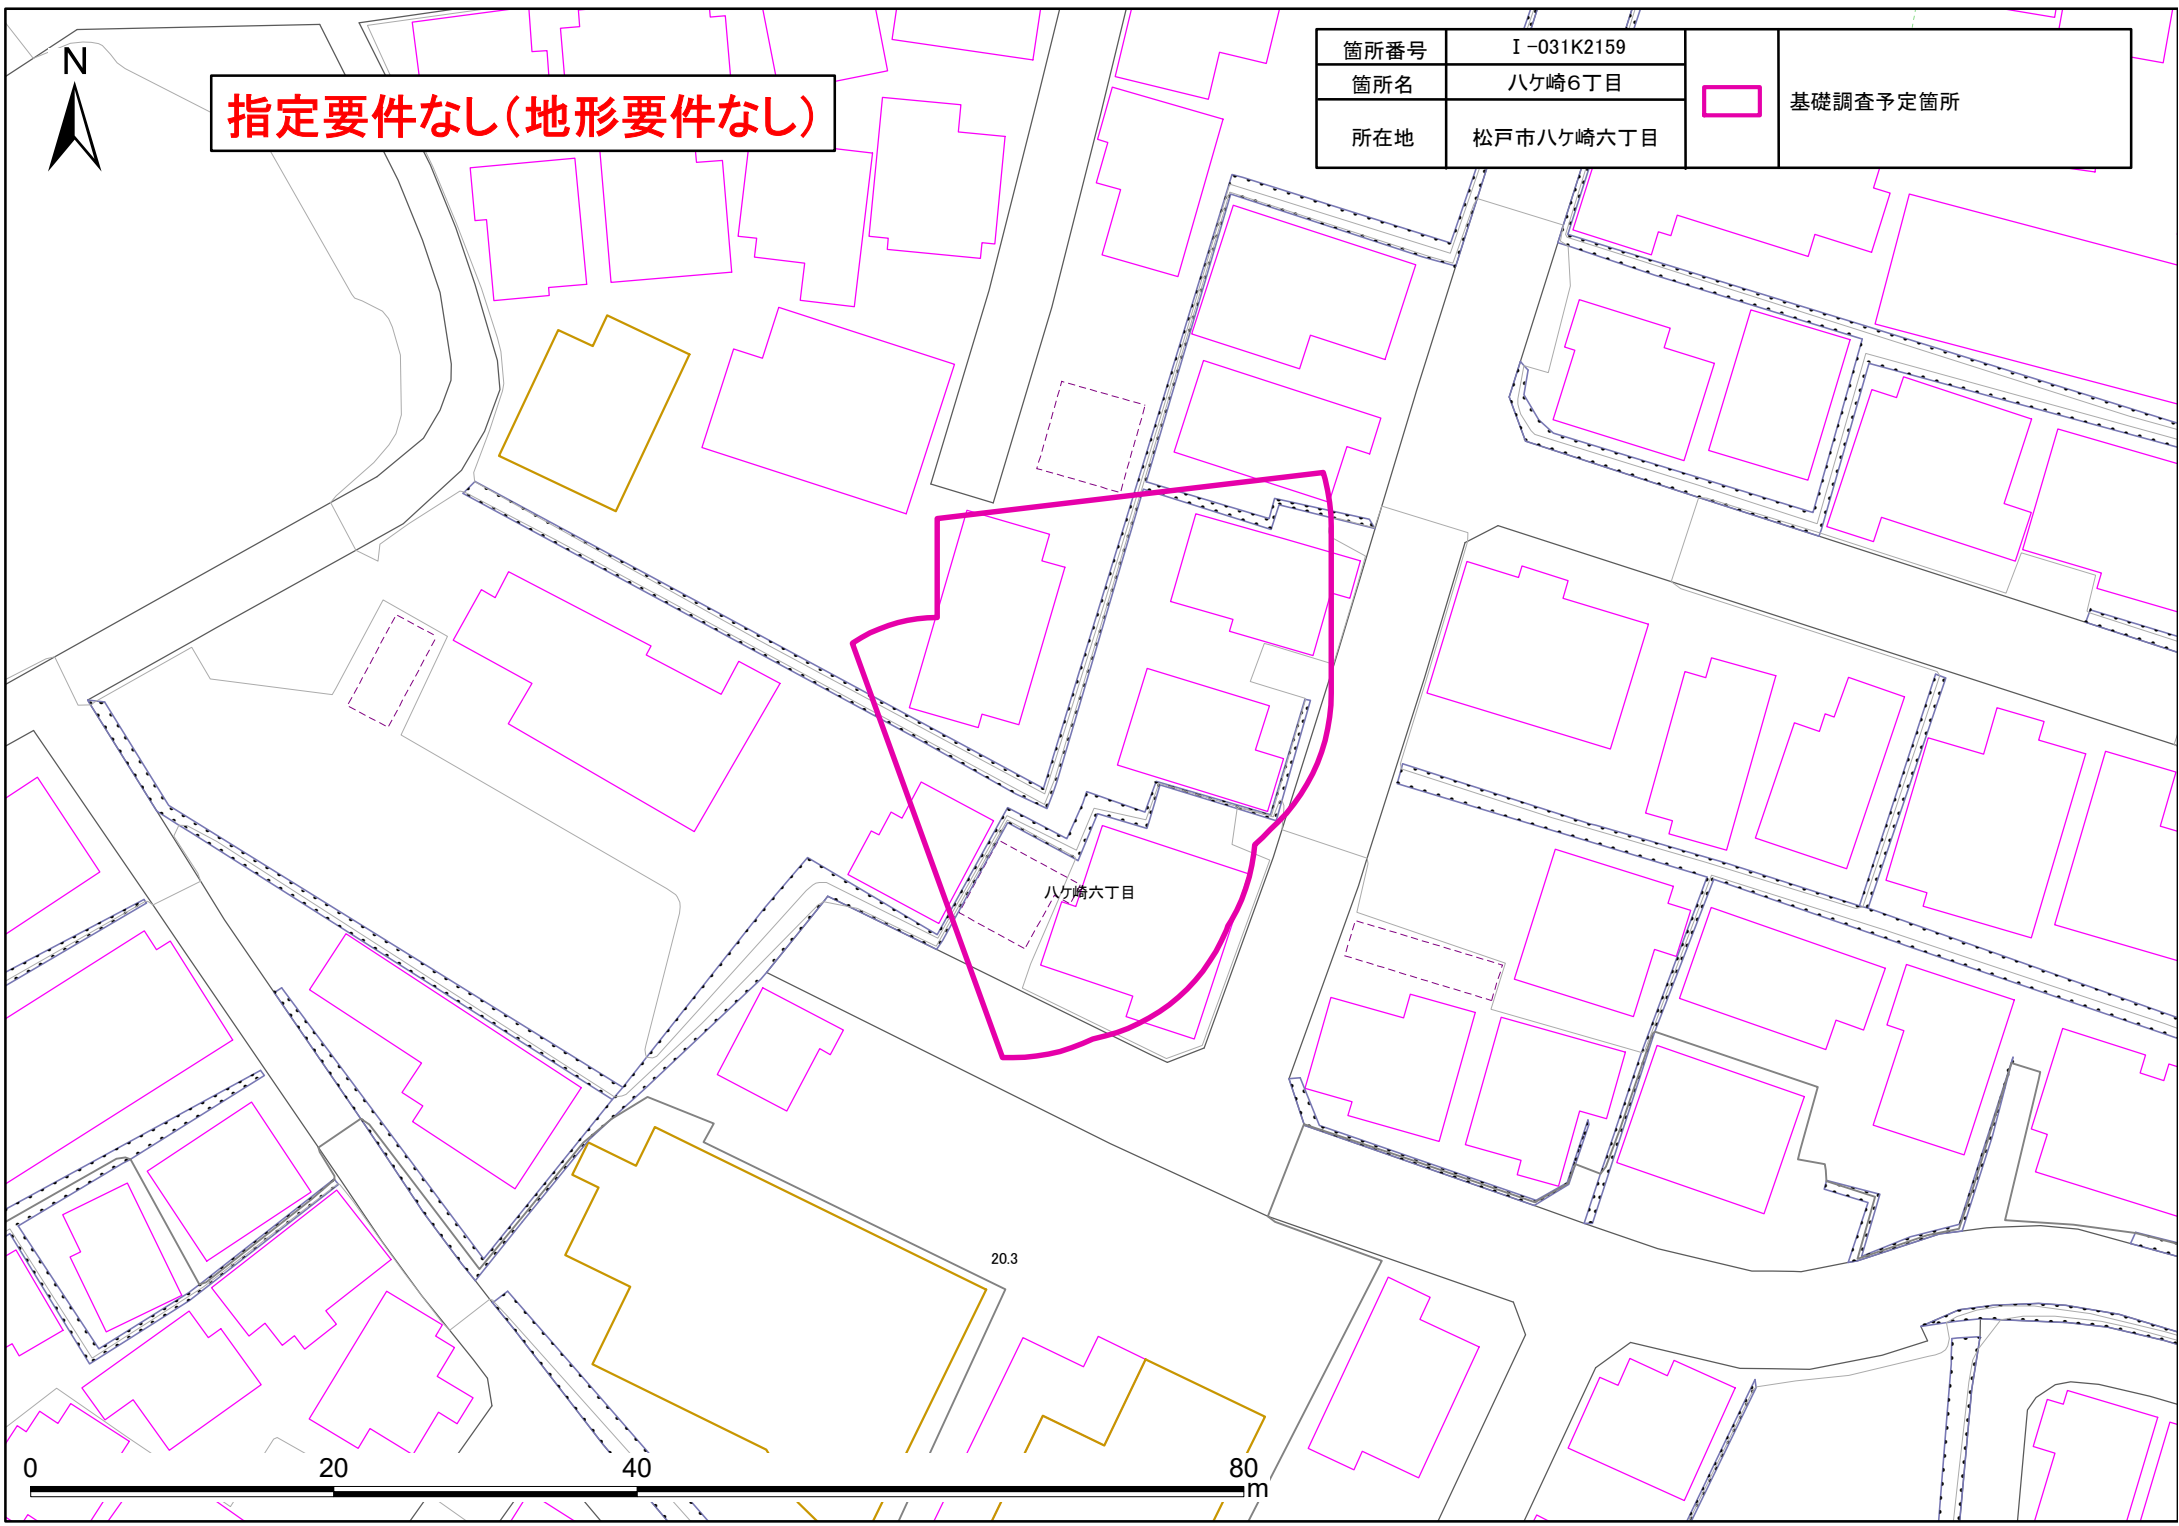 N
指定要件なし（地形要件なし）
箇所番号 Ⅰ-031K2159
箇所名 八ケ崎6丁目
所在地 松戸市八ケ崎六丁目
基礎調査予定箇所
八ケ崎六丁目
20.3
0 20 40 80
m